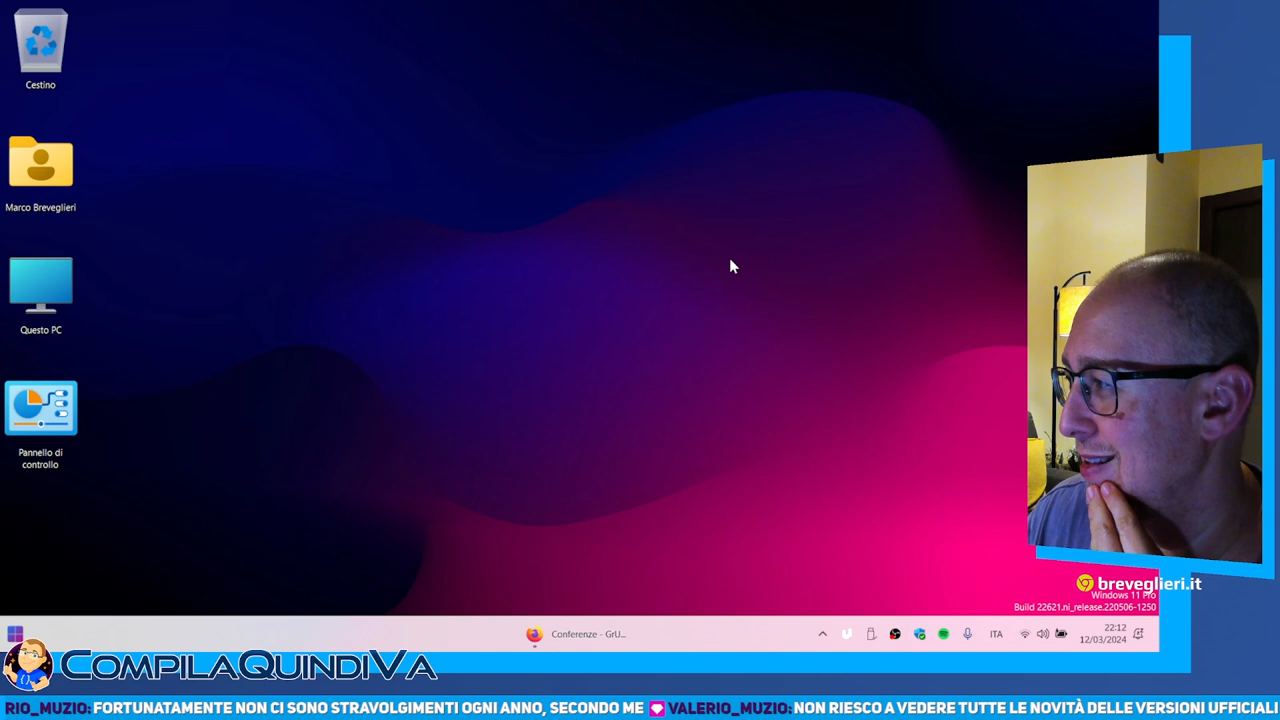 Cestino
Marco Breveglieri
Questo PC
Pannello di
controllo
breveglieri.it
Windows 11 Pro
Build 22621.ni_release.220506-1250
Conferenze - GrU...
ITA
22:12
12/03/2024
COMPILAQUINDIVA
RIO_MUZIO: FORTUNATAMENTE NON CI SONO STRAVOLGIMENTI OGNI ANNO, SECONDO ME VALERIO_MUZIO: NON RIESCO A VEDERE TUTTE LE NOVITÀ DELLE VERSIONI UFFICIALI